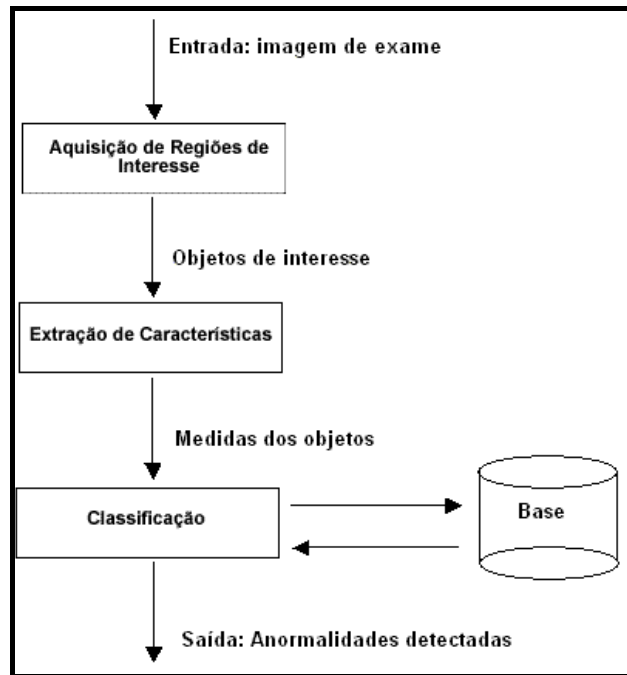 Entrada: imagem de exame
Aquisição de Regiões de
Interesse
Objetos de interesse
Extração de Características
Medidas dos objetos
Classificação
Base
Saída: Anormalidades detectadas